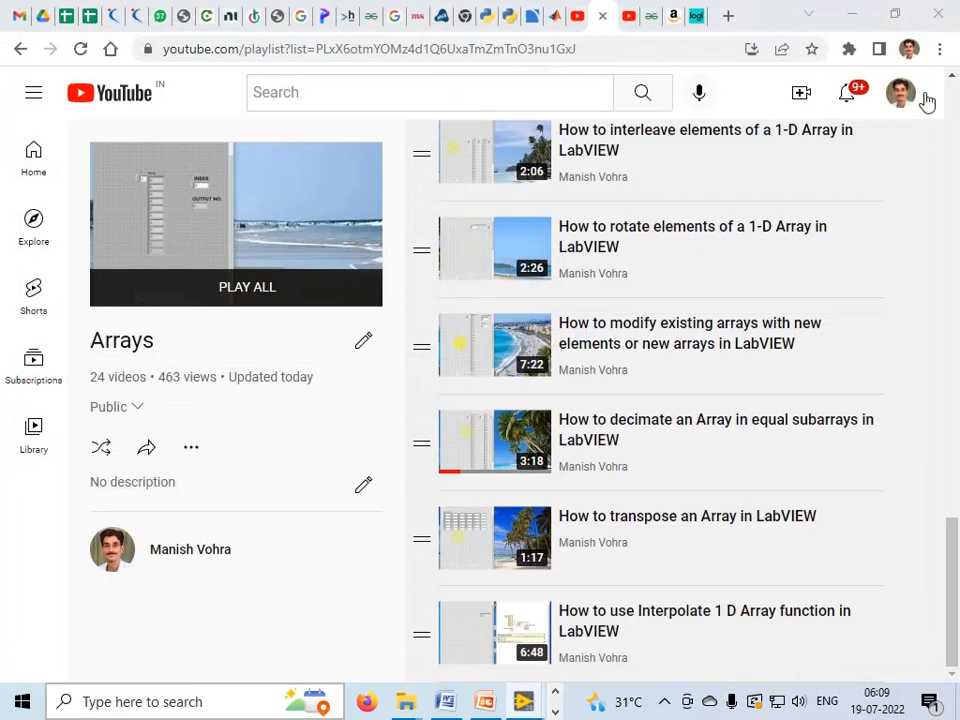 youtube.com/playlist?list=PLxX6otmYOMz4d1Q6UxaTmZmTnO3nu1GxJ
YouTube IN
Search
9+
Home
Explore
Shorts
Subscriptions
Library
INDEX
OUTPUT NO.
PLAY ALL
Arrays
24 videos • 463 views • Updated today
Public
No description
Manish Vohra
How to interleave elements of a 1-D Array in
LabVIEW
2:06
Manish Vohra
How to rotate elements of a 1-D Array in
LabVIEW
2:26
Manish Vohra
How to modify existing arrays with new
elements or new arrays in LabVIEW
7:22
Manish Vohra
How to decimate an Array in equal subarrays in
LabVIEW
3:18
Manish Vohra
How to transpose an Array in LabVIEW
1:17
Manish Vohra
How to use Interpolate 1 D Array function in
LabVIEW
6:48
Manish Vohra
Type here to search
31°C
ENG
06:09
19-07-2022